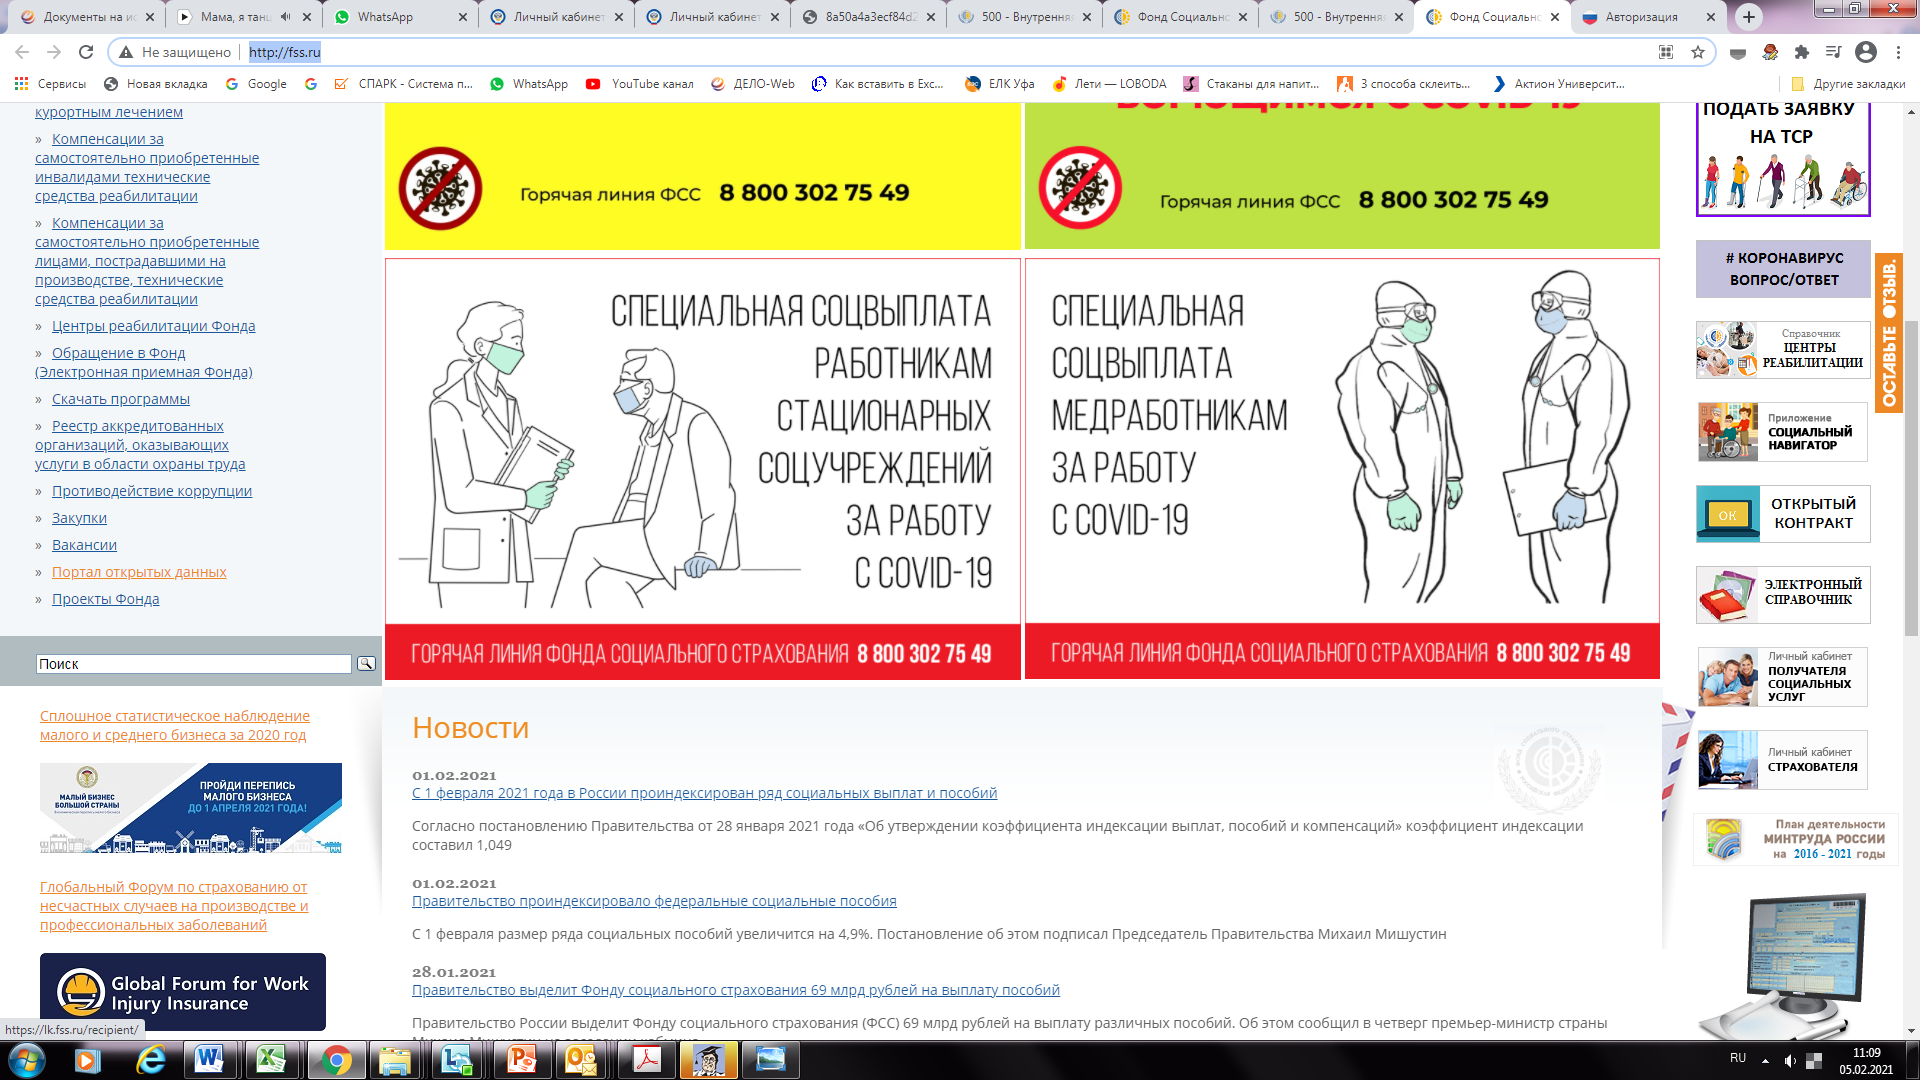 Документы на ис
Мама, я танц
WhatsApp
Личный кабинет
Личный кабинет
8a50a4a3ecf84d2
500 - Внутрення
Фонд Социально
500 - Внутрення
Фонд Социально
Авторизация
Не защищено
http://fss.ru
Сервисы
Новая вкладка
Google
СПАРК - Система п...
WhatsApp
YouTube канал
ДЕЛО-Web
Как вставить в Exc...
ЕЛК Уфа
Лети — LOBODA
Стаканы для напит...
3 способа склеить...
Актион Университ...
Другие закладки
курортным лечением
» Компенсации за
самостоятельно приобретенные
инвалидами технические
средства реабилитации
» Компенсации за
самостоятельно приобретенные
лицами, пострадавшими на
производстве, технические
средства реабилитации
» Центры реабилитации Фонда
» Обращение в Фонд
(Электронная приемная Фонда)
» Скачать программы
» Реестр аккредитованных
организаций, оказывающих
услуги в области охраны труда
» Противодействие коррупции
» Закупки
» Вакансии
» Портал открытых данных
» Проекты Фонда
Поиск
Сплошное статистическое наблюдение
малого и среднего бизнеса за 2020 год
МАЛЫЙ БИЗНЕС
БОЛЬШОЙ СТРАНЫ
ПРОЙДИ ПЕРЕПИСЬ
МАЛОГО БИЗНЕСА
ДО 1 АПРЕЛЯ 2021 ГОДА!
Глобальный Форум по страхованию от
несчастных случаев на производстве и
профессиональных заболеваний
Global Forum for Work
Injury Insurance
https://lk.fss.ru/recipient/
Горячая линия ФСС 8 800 302 75 49
БОРЮЩИМСЯ С COVID-19
Горячая линия ФСС 8 800 302 75 49
СПЕЦИАЛЬНАЯ СОЦВЫПЛАТА
РАБОТНИКАМ
СТАЦИОНАРНЫХ
СОЦУЧРЕЖДЕНИЙ
ЗА РАБОТУ
С COVID-19
ГОРЯЧАЯ ЛИНИЯ ФОНДА СОЦИАЛЬНОГО СТРАХОВАНИЯ 8 800 302 75 49
СПЕЦИАЛЬНАЯ
СОЦВЫПЛАТА
МЕДРАБОТНИКАМ
ЗА РАБОТУ
С COVID-19
ГОРЯЧАЯ ЛИНИЯ ФОНДА СОЦИАЛЬНОГО СТРАХОВАНИЯ 8 800 302 75 49
Новости
01.02.2021
С 1 февраля 2021 года в России проиндексирован ряд социальных выплат и пособий
Согласно постановлению Правительства от 28 января 2021 года «Об утверждении коэффициента индексации выплат, пособий и компенсаций» коэффициент индексации
составил 1,049
01.02.2021
Правительство проиндексировало федеральные социальные пособия
С 1 февраля размер ряда социальных пособий увеличится на 4,9%. Постановление об этом подписал Председатель Правительства Михаил Мишустин
28.01.2021
Правительство выделит Фонду социального страхования 69 млрд рублей на выплату пособий
Правительство России выделит Фонду социального страхования (ФСС) 69 млрд рублей на выплату различных пособий. Об этом сообщил в четверг премьер-министр страны
ПОДАТЬ ЗАЯВКУ
НА ТСР
# КОРОНАВИРУС
ВОПРОС/ОТВЕТ
ОСТАВЬТЕ ОТЗЫВ.
Справочник
ЦЕНТРЫ
РЕАБИЛИТАЦИИ
Приложение
СОЦИАЛЬНЫЙ
НАВИГАТОР
ОК
ОТКРЫТЫЙ
КОНТРАКТ
ЭЛЕКТРОННЫЙ
СПРАВОЧНИК
Личный кабинет
ПОЛУЧАТЕЛЯ
СОЦИАЛЬНЫХ
УСЛУГ
Личный кабинет
СТРАХОВАТЕЛЯ
План деятельности
МИНТРУДА РОССИИ
на 2016 - 2021 годы
RU
11:09
05.02.2021